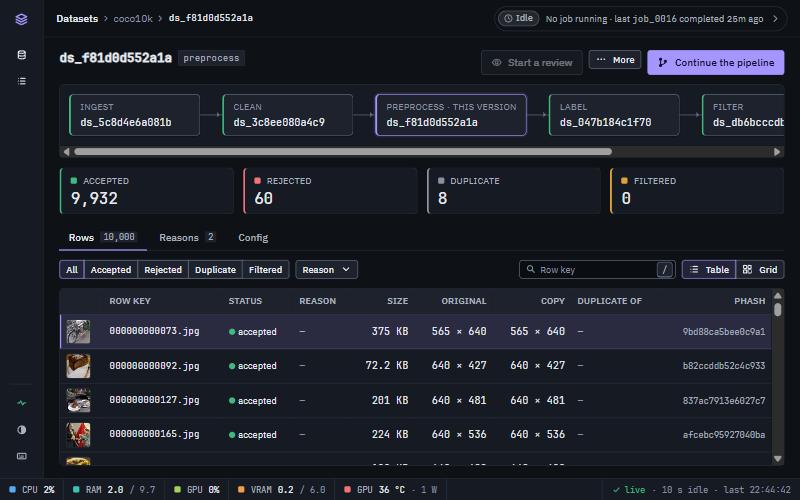 Datasets › coco10k › ds_f81d0d552a1a
Idle No job running · last job_0016 completed 25m ago
ds_f81d0d552a1a preprocess
Start a review
··· More
Continue the pipeline
INGEST
ds_5c8d4e6a081b
CLEAN
ds_3c8ee080a4c9
PREPROCESS · THIS VERSION
ds_f81d0d552a1a
LABEL
ds_047b184c1f70
FILTER
ds_db6bcccdb
ACCEPTED
9,932
REJECTED
60
DUPLICATE
8
FILTERED
0
Rows 10,000 Reasons 2 Config
All Accepted Rejected Duplicate Filtered Reason
Row key /
Table Grid
ROW KEY STATUS REASON SIZE ORIGINAL COPY DUPLICATE OF PHASH
000000000073.jpg accepted — 375 KB 565 × 640 565 × 640 — 9bd88ca5bee0c9a1
000000000092.jpg accepted — 72.2 KB 640 × 427 640 × 427 — b82ccddb52c4c933
000000000127.jpg accepted — 201 KB 640 × 481 640 × 481 — 837ac7913e6027c7
000000000165.jpg accepted — 224 KB 640 × 536 640 × 536 — afcebc95927040ba
CPU 2% RAM 2.0 / 9.7 GPU 0% VRAM 0.2 / 6.0 GPU 36 °C · 1 W
✓ live · 10 s idle · last 22:44:42